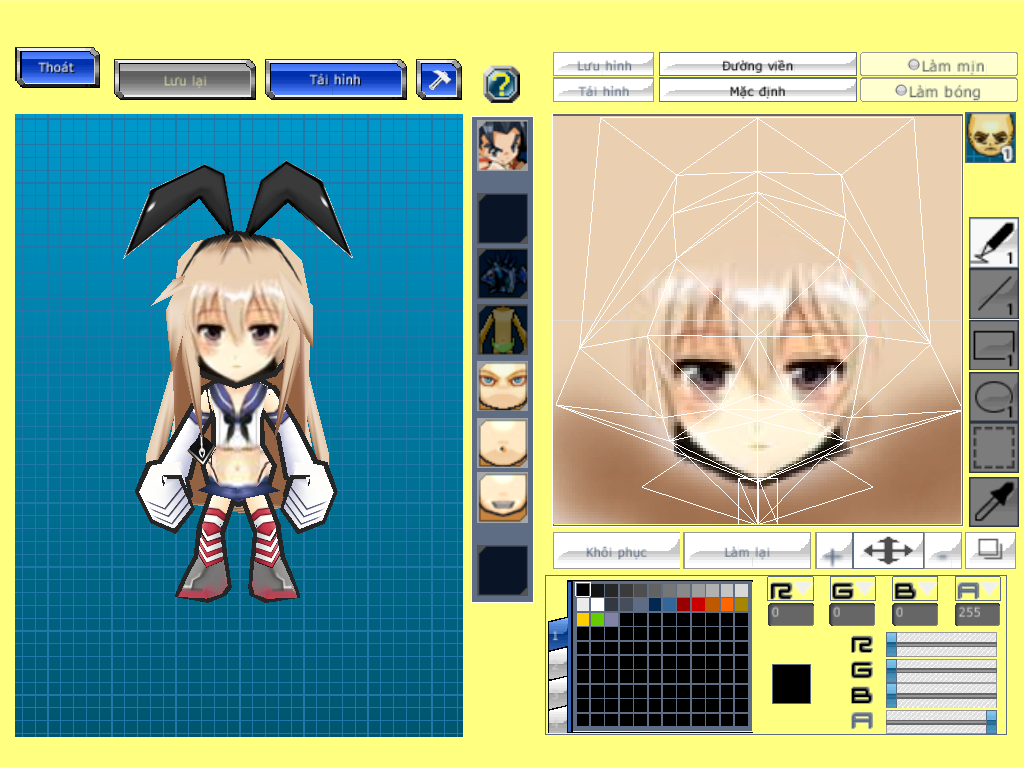 Thoát
Lưu lại
Tải hình
?
Lưu hình
Đường viền
Làm mịn
Tải hình
Mặc định
Làm bóng
1
1
1
1
1
Khôi phục
Làm lại
+
-
R
G
B
A
0
0
0
255
1
R
G
B
A